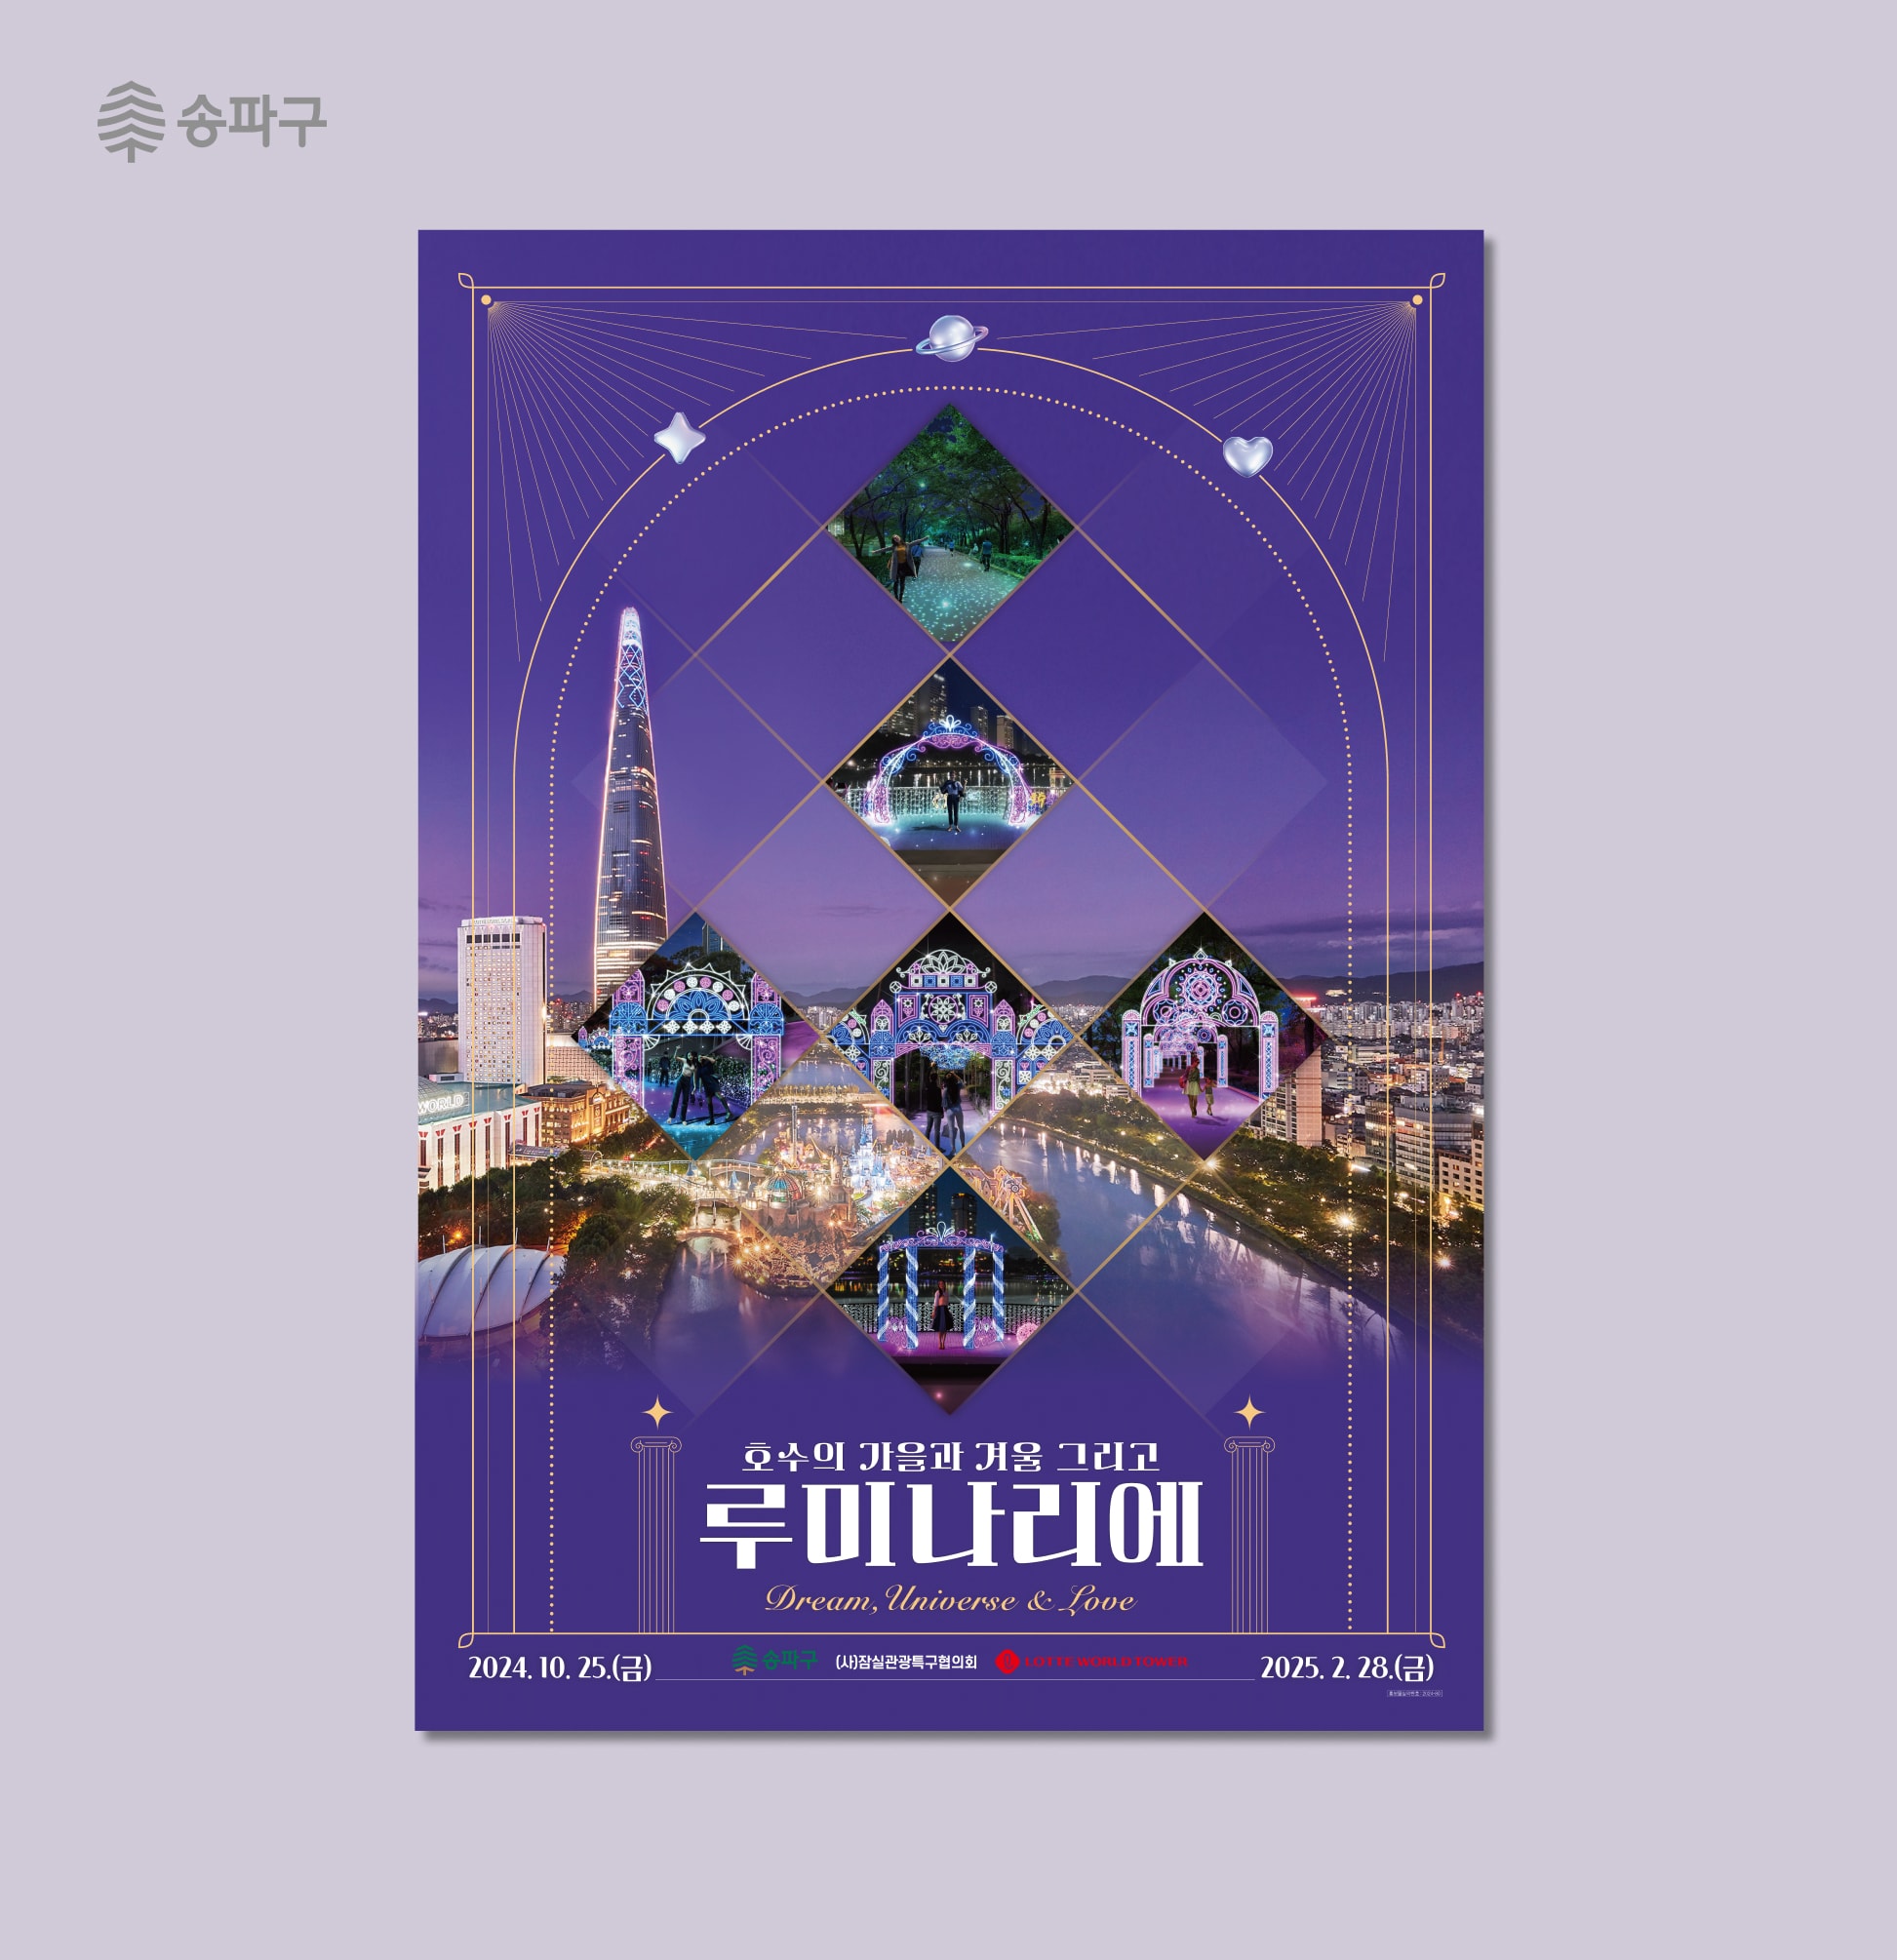 송파구
WORLD
호수의 가을과 겨울 그리고
루미나리에
Dream, Universe & Love
2024. 10. 25.(금)
송파구
(사)잠실관광특구협의회
LOTTE WORLD TOWER
2025. 2. 28.(금)